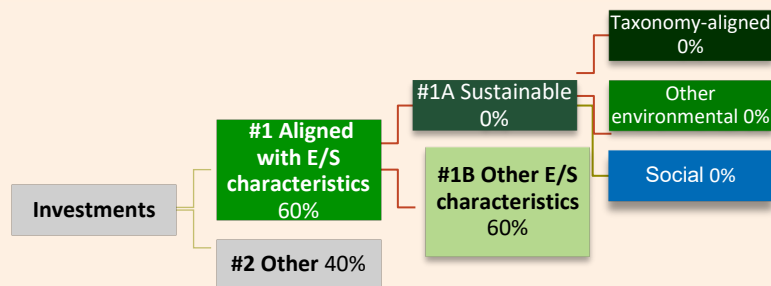 Investments
#1 Aligned
with E/S
characteristics
60%
#2 Other 40%
#1A Sustainable
0%
#1B Other E/S
characteristics
60%
Taxonomy-aligned
0%
Other
environmental 0%
Social 0%